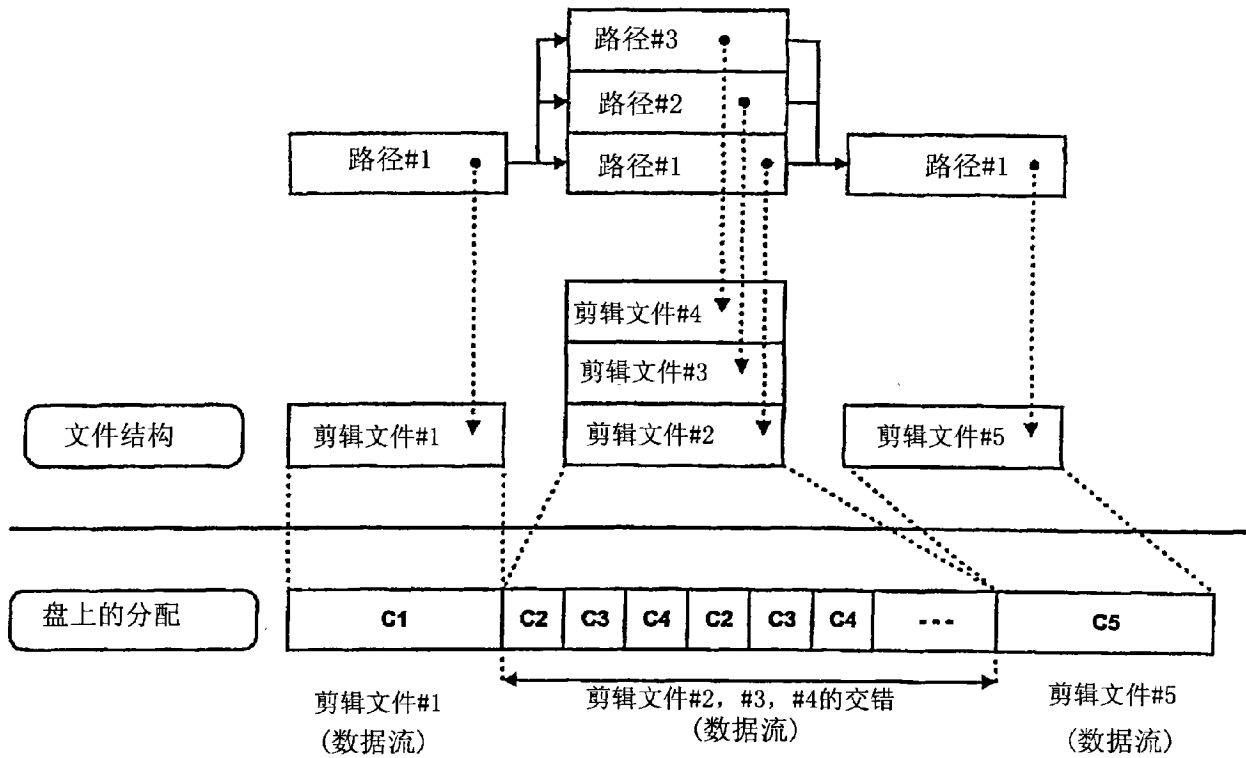 路径#3
路径#2
路径#1
路径#1
路径#1
剪辑文件#4
剪辑文件#3
文件结构
剪辑文件#1
剪辑文件#2
剪辑文件#5
盘上的分配
C1
C2
C3
C4
C2
C3
C4
---
C5
剪辑文件#1
(数据流)
剪辑文件#2, #3, #4的交错
(数据流)
剪辑文件#5
(数据流)